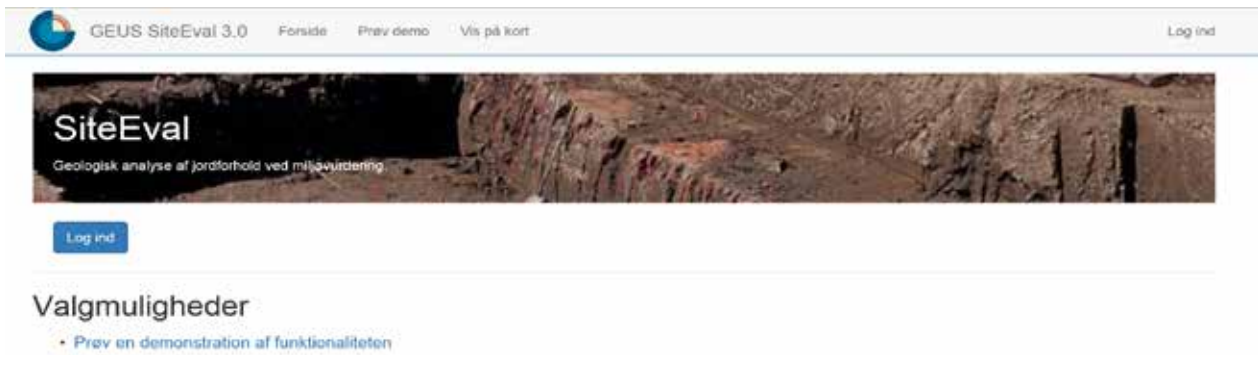 GEUS SiteEval 3.0 Forside Prøv demo Vis på kort Log ind
SiteEval
Geologisk analyse af jordforhold ved miljøvurdering
Log ind
Valgmuligheder
• Prøv en demonstration af funktionaliteten